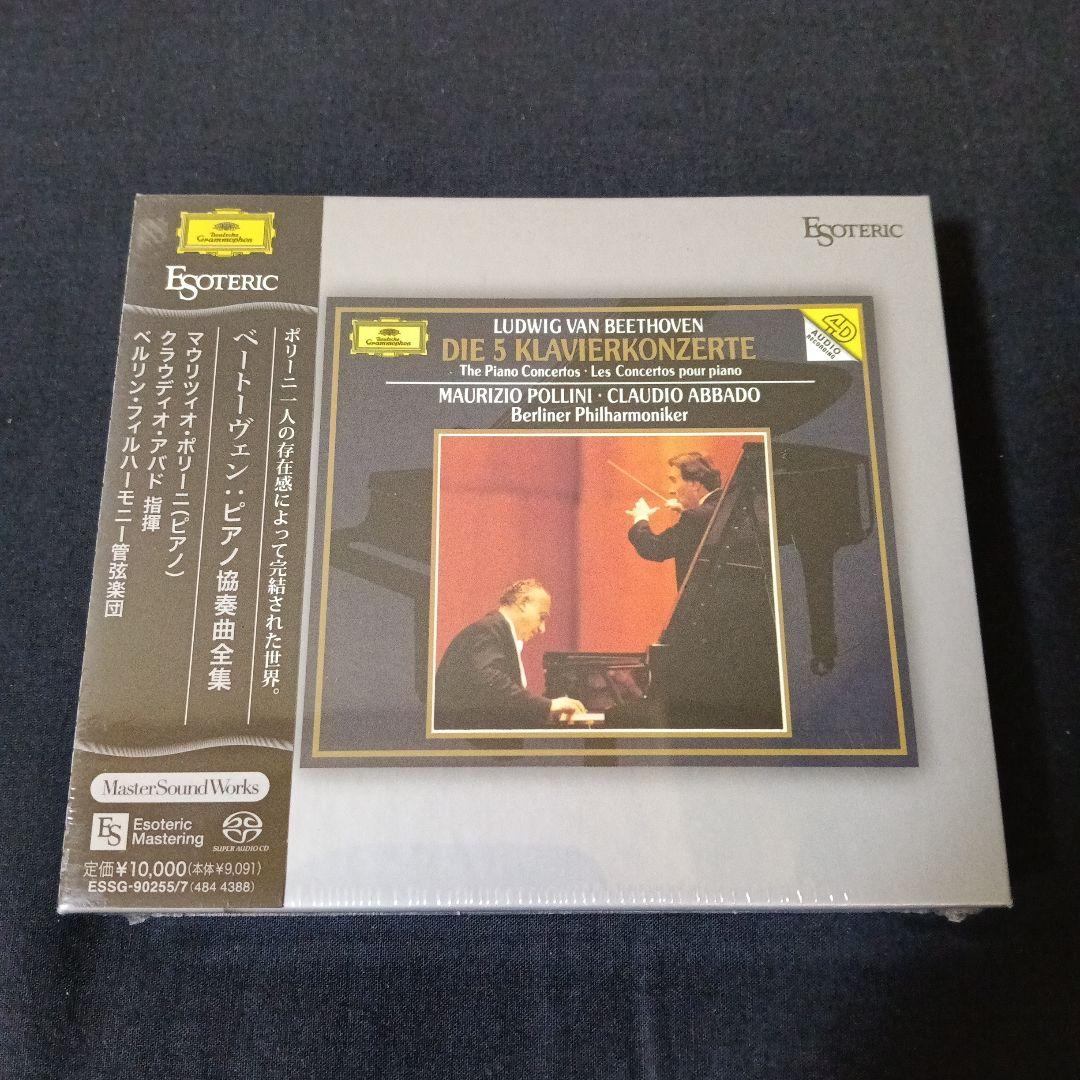 Deutsche
Grammophon
ESOTERIC
ポリーニ一人の存在感によって完結された世界。
ベートーヴェン:ピアノ協奏曲全集
マウリツィオ・ポリーニ(ピアノ)
クラウディオ・アバド 指揮
ベルリン・フィルハーモニー管弦楽団
MasterSoundWorks
ES
Esoteric
Mastering
SUPER AUDIO CD
定価¥10,000(本体¥9,091)
ESSG-90255/7(484 4388)
ESOTERIC
Deutsche
Grammophon
LUDWIG VAN BEETHOVEN
DIE 5 KLAVIERKONZERTE
The Piano Concertos · Les Concertos pour piano
MAURIZIO POLLINI · CLAUDIO ABBADO
Berliner Philharmoniker
4D
AUDIO
RECORDING